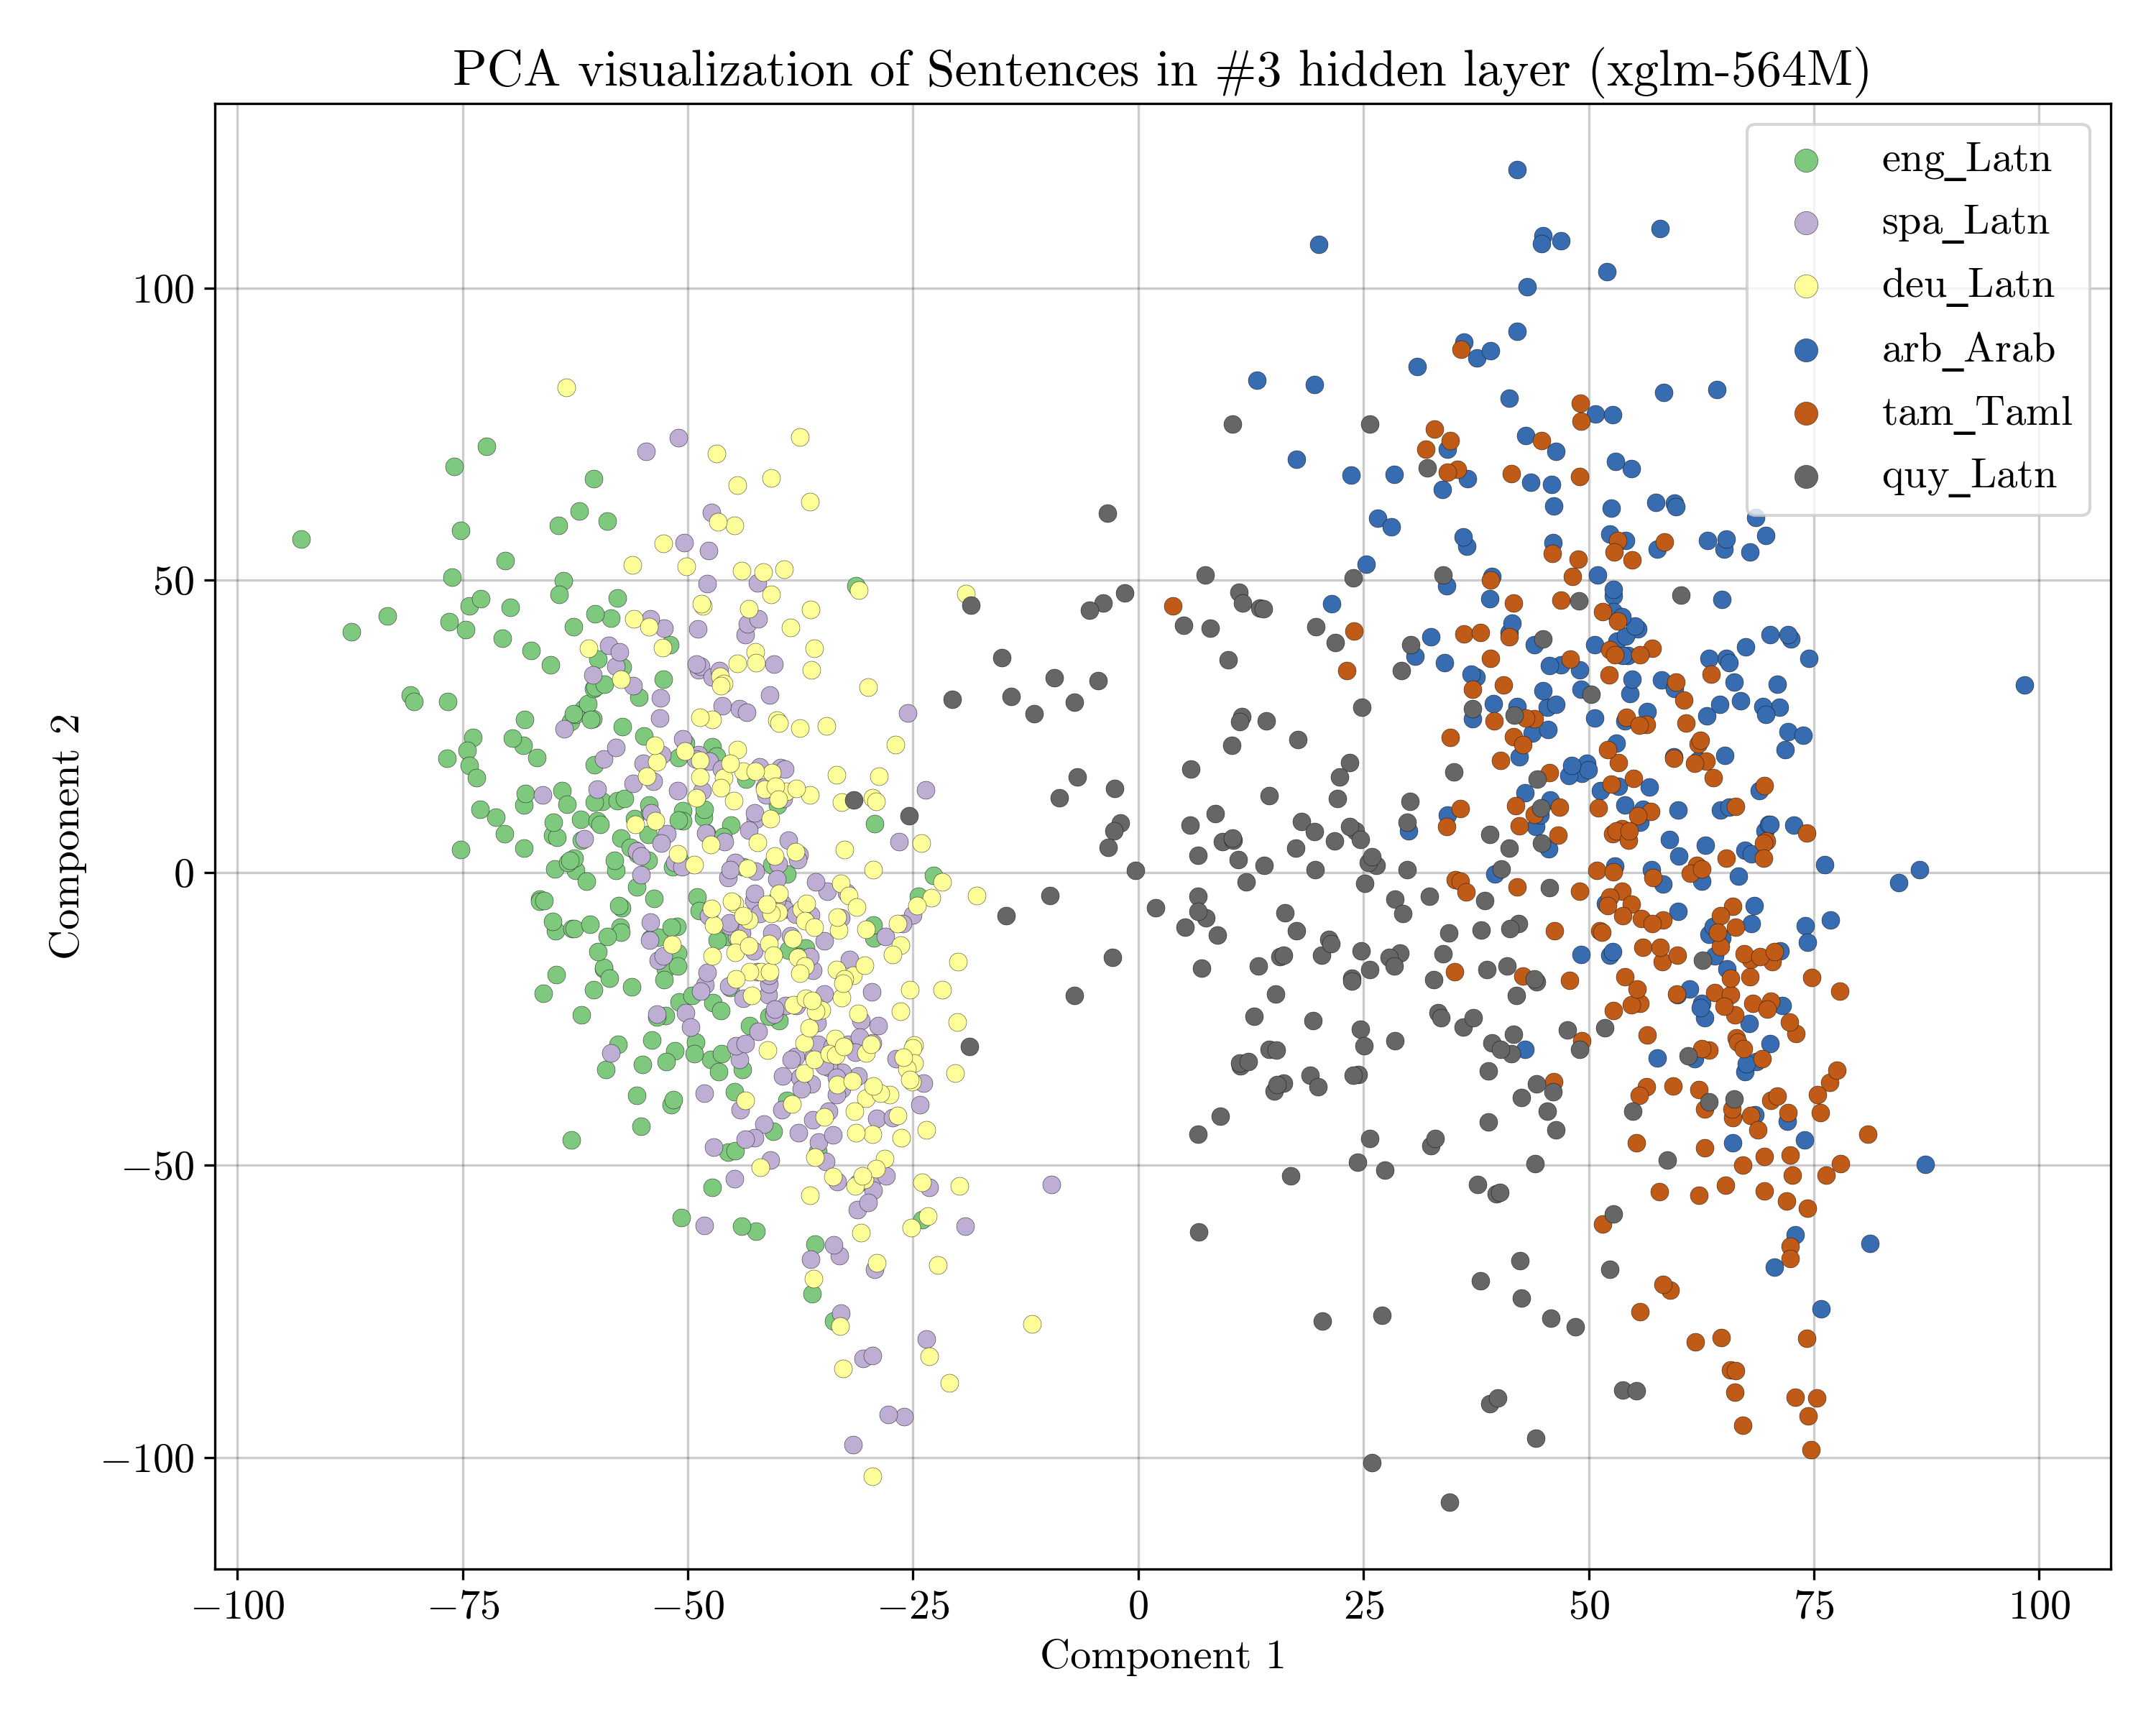 PCA visualization of Sentences in #3 hidden layer (xglm-564M)
eng_Latn
spa_Latn
deu_Latn
arb_Arab
tam_Taml
quy_Latn
Component 2
100
50
0
−50
−100
−100 −75 −50 −25 0 25 50 75 100
Component 1